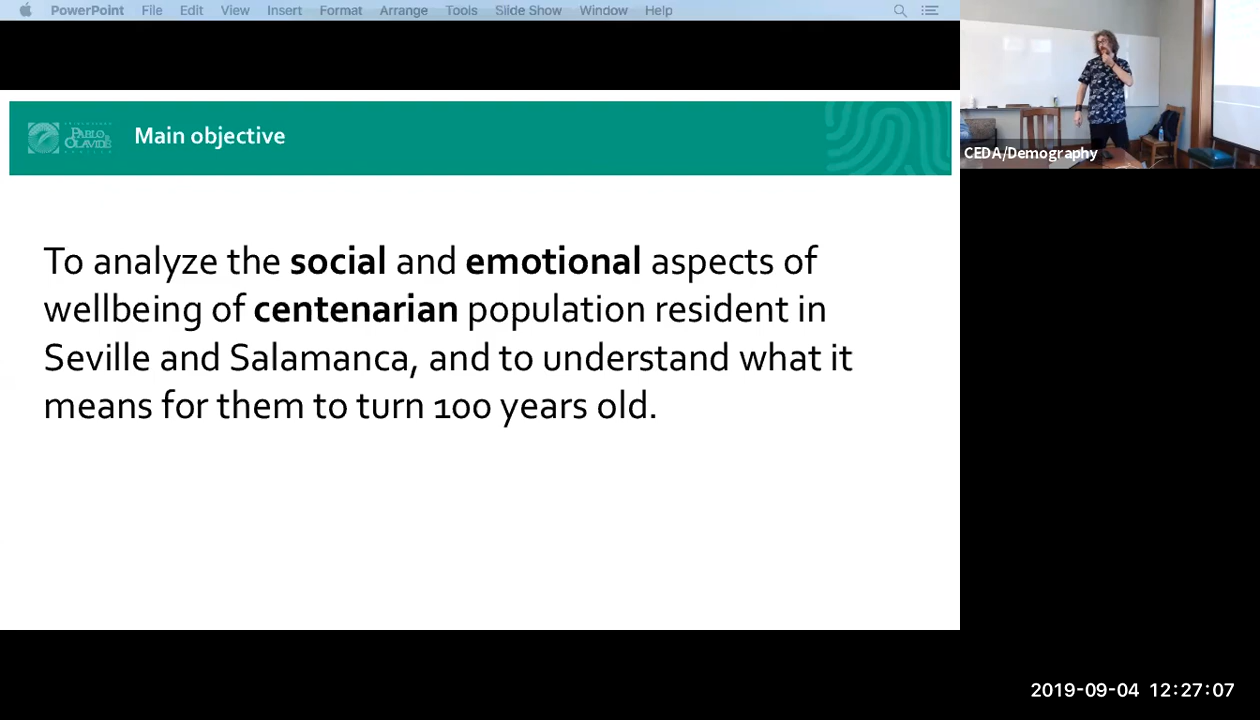 PowerPoint File Edit View Insert Format Arrange Tools Slide Show Window Help
PABLO
OLAVIDE
Main objective
CEDA/Demography
To analyze the social and emotional aspects of
wellbeing of centenarian population resident in
Seville and Salamanca, and to understand what it
means for them to turn 100 years old.
2019-09-04 12:27:07